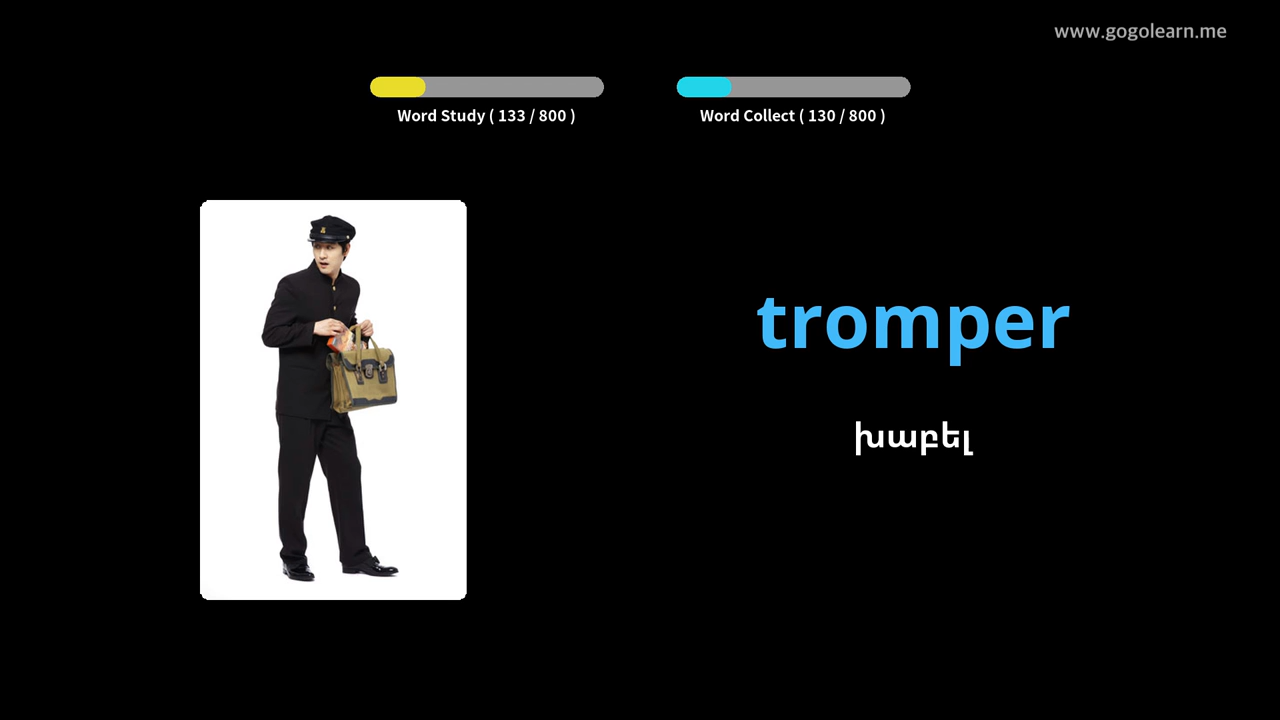 www.gogolearn.me
Word Study ( 133 / 800 )
Word Collect ( 130 / 800 )
tromper
խաբել